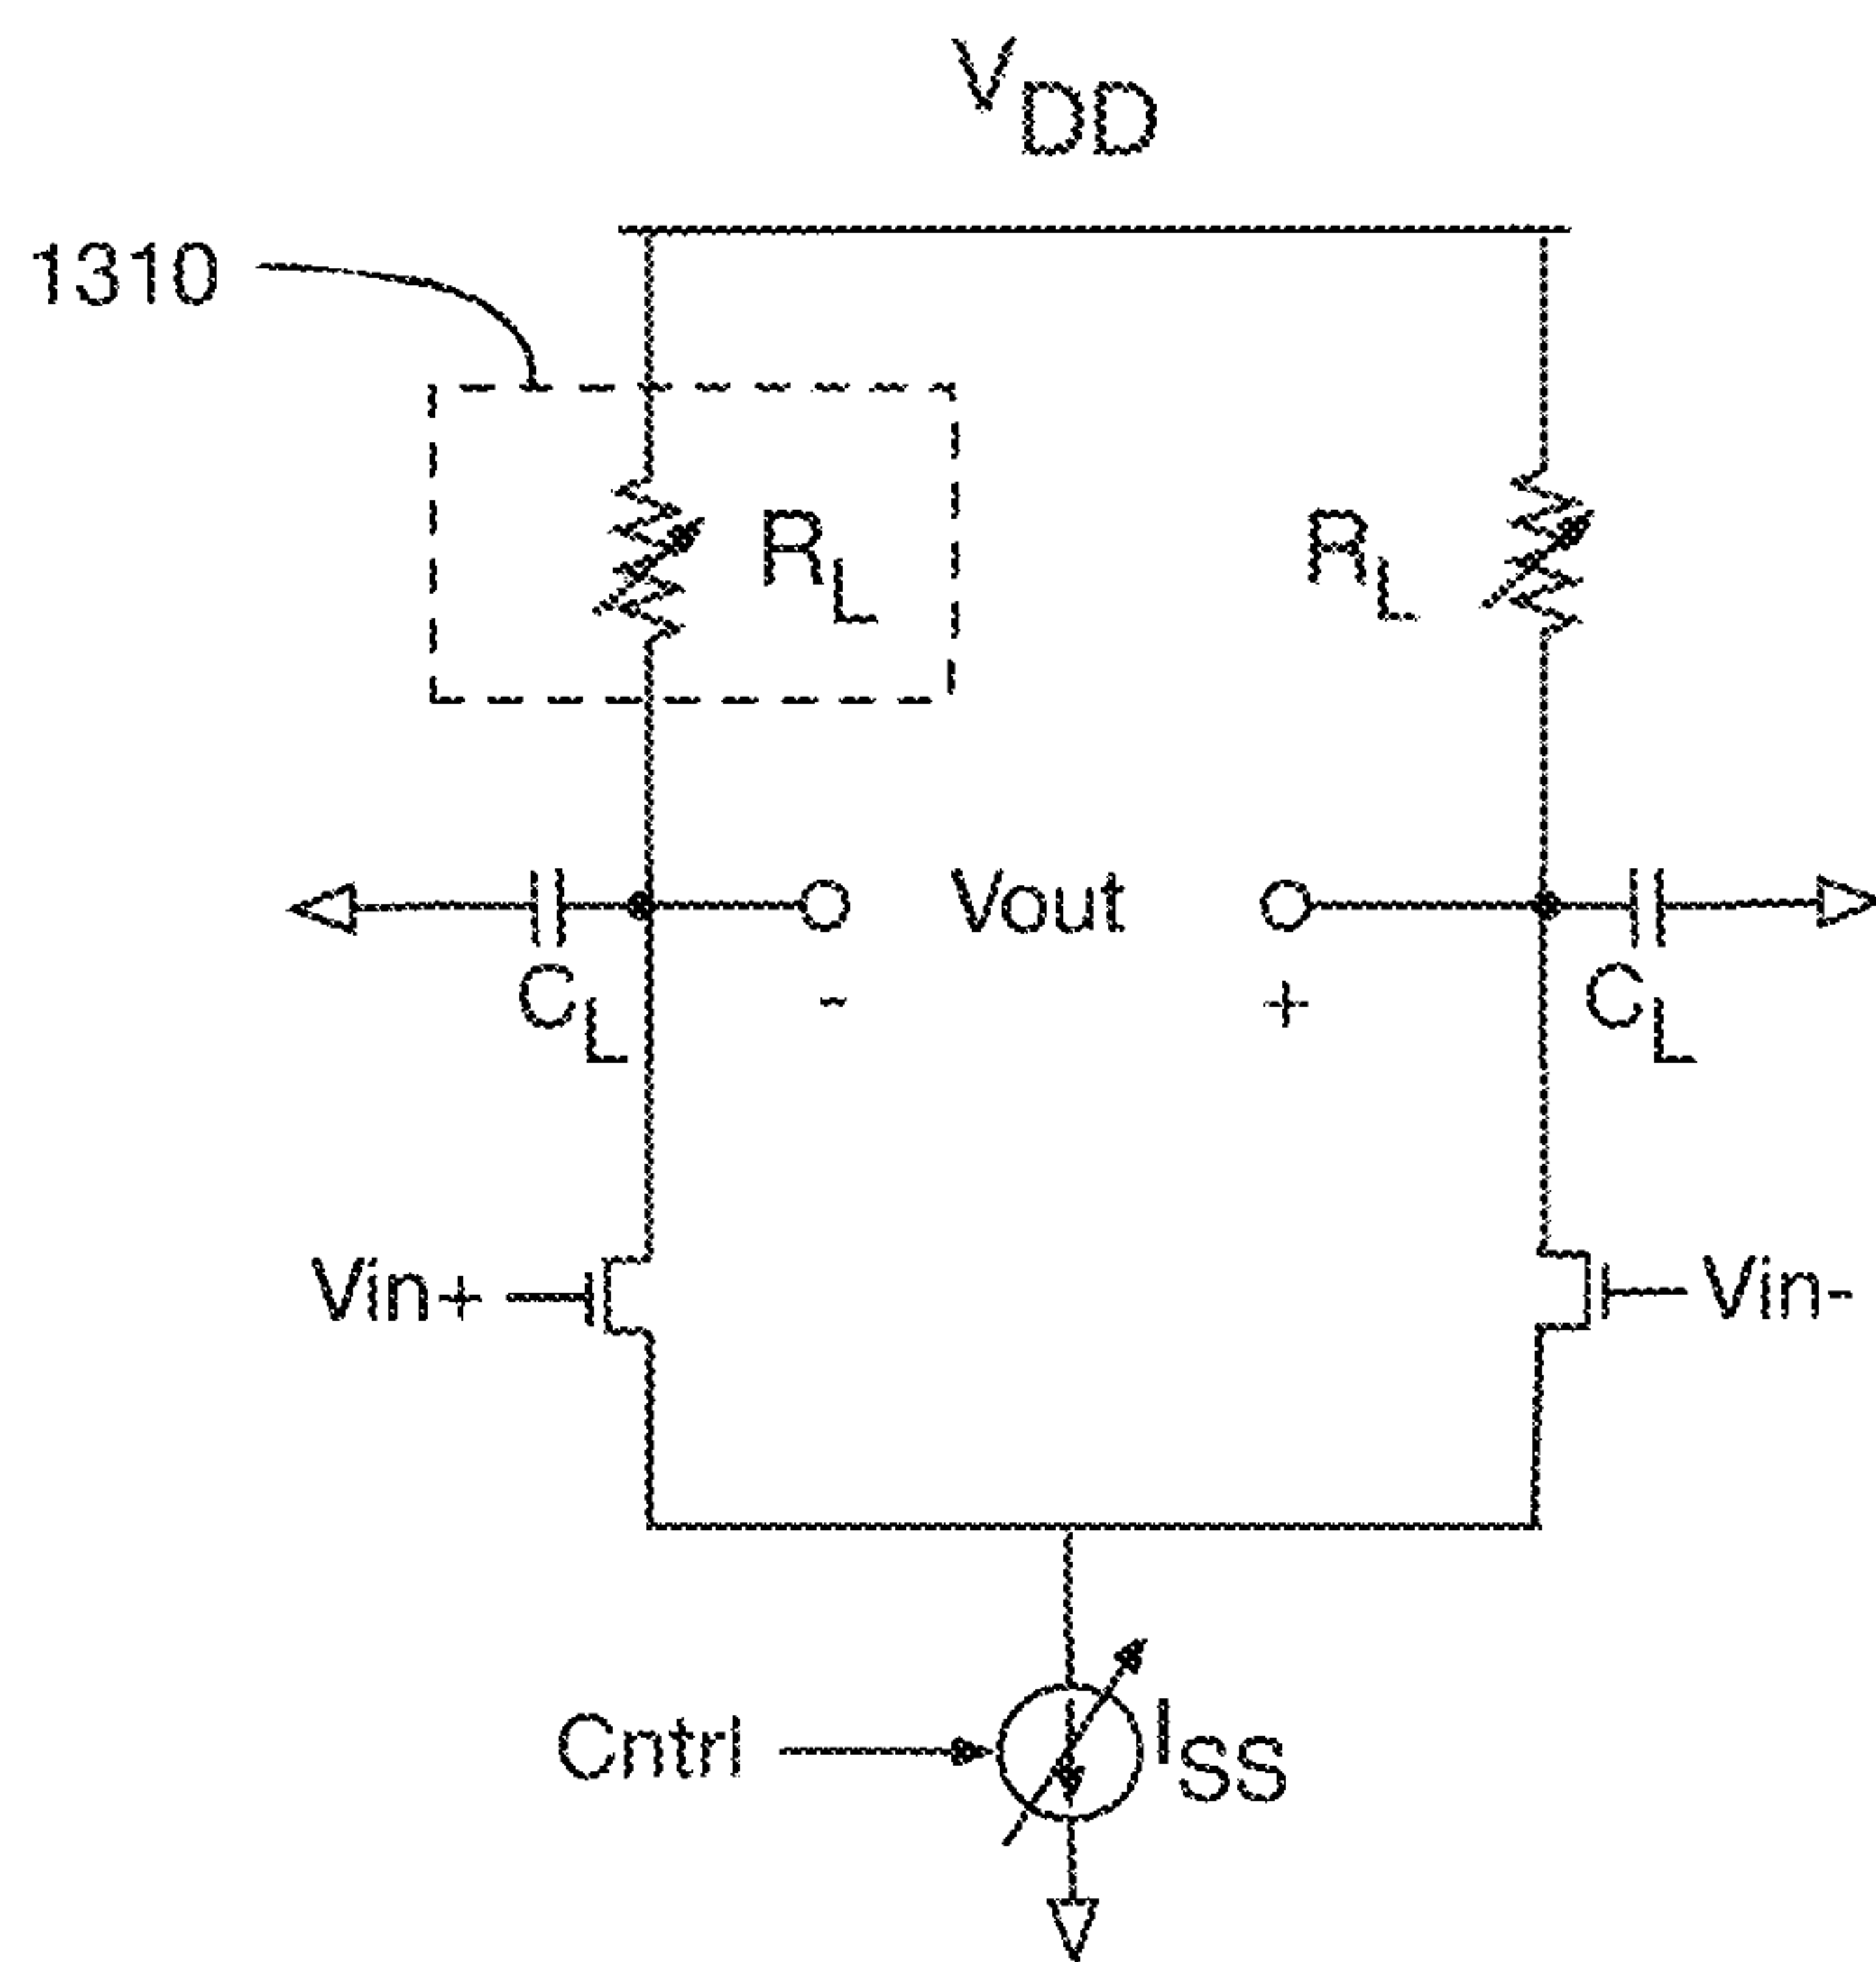 VDD
1310
RL
RL
Vout
CL
-
+
CL
Vin+
Vin-
Cntrl
ISS